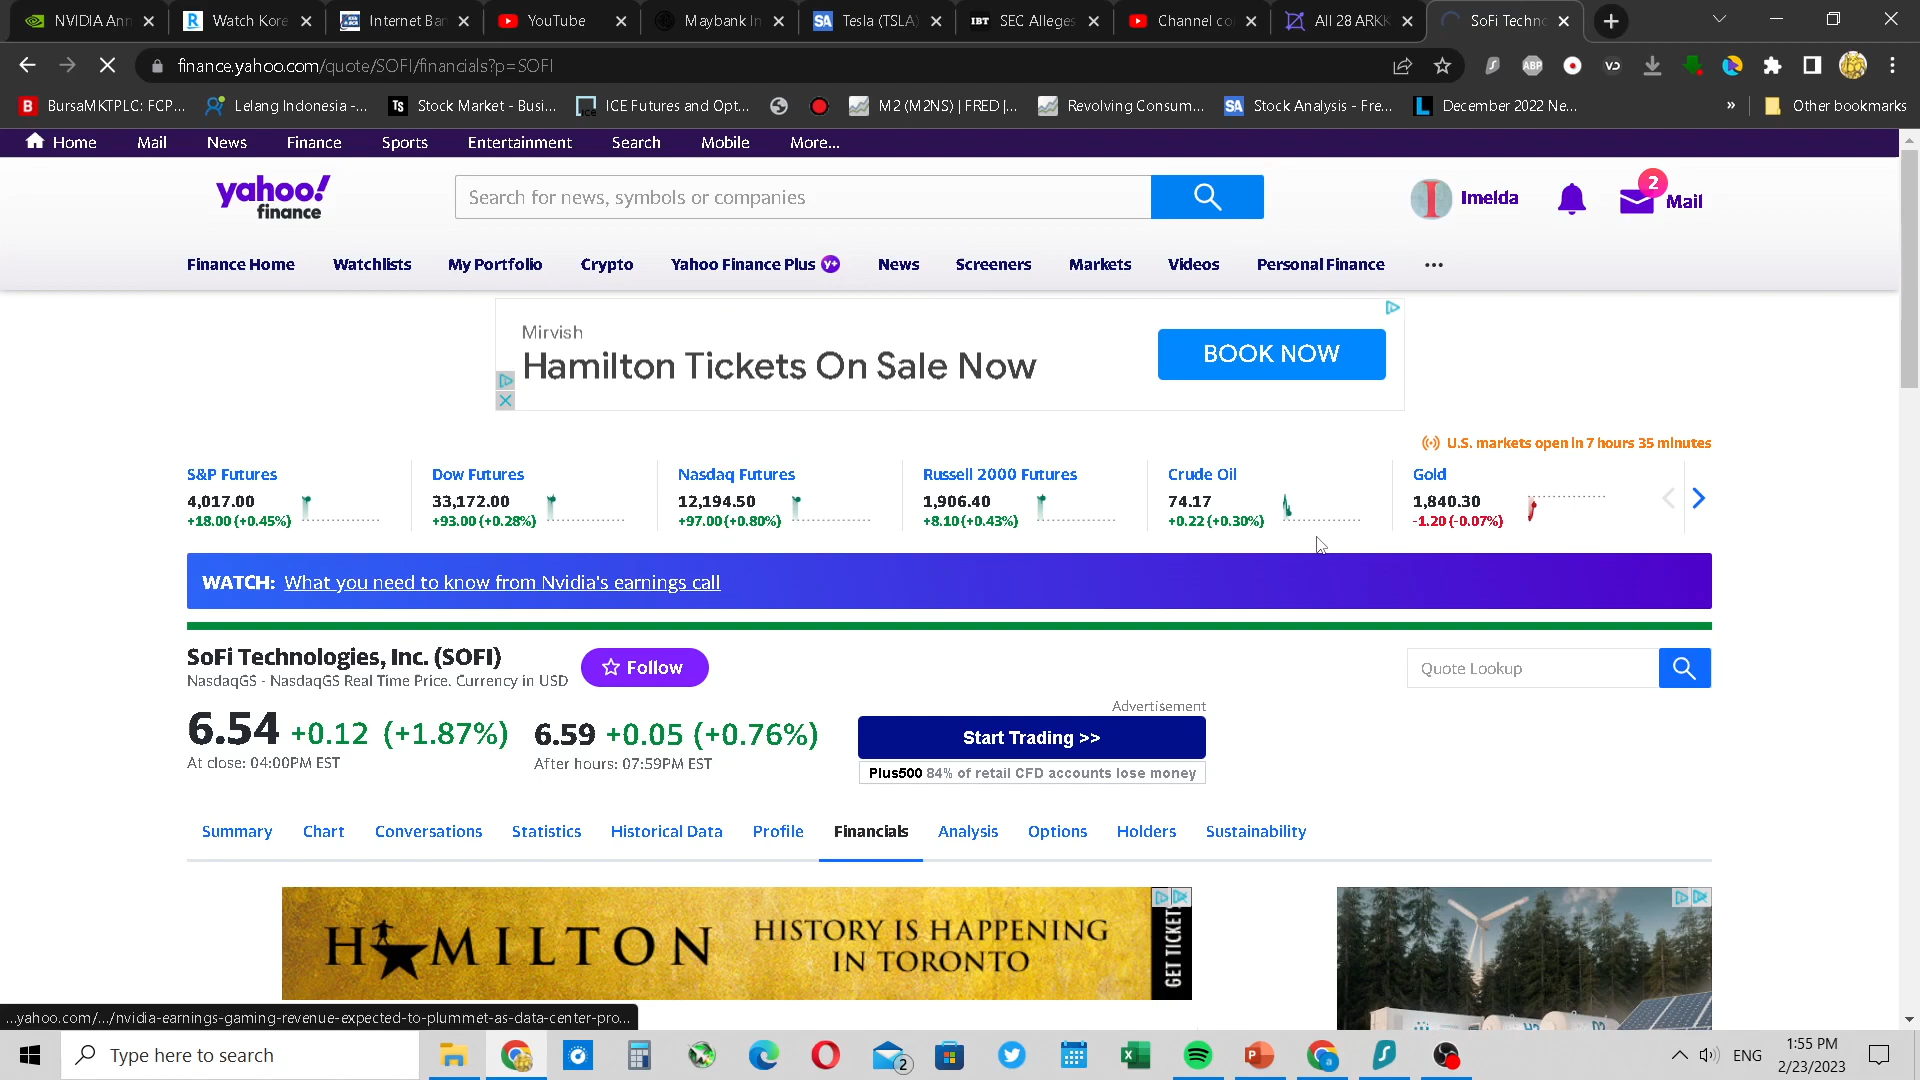 NVIDIA Ann
Watch Kore
Internet Ban
YouTube
Maybank In
SA
Tesla (TSLA)
IBT
SEC Alleges
Channel co
All 28 ARKK
SoFi Techno
finance.yahoo.com/quote/SOFI/financials?p=SOFI
ABP
B
BursaMKTPLC: FCP...
Lelang Indonesia -...
Ts
Stock Market - Busi...
ICE Futures and Opt...
M2 (M2NS) | FRED |...
Revolving Consum...
SA
Stock Analysis - Fre...
L
December 2022 Ne...
»
Other bookmarks
Home
Mail
News
Finance
Sports
Entertainment
Search
Mobile
More...
yahoo!
finance
Search for news, symbols or companies
Imelda
2
Mail
Finance Home
Watchlists
My Portfolio
Crypto
Yahoo Finance Plus
News
Screeners
Markets
Videos
Personal Finance
Mirvish
Hamilton Tickets On Sale Now
BOOK NOW
U.S. markets open in 7 hours 35 minutes
S&P Futures
4,017.00
+18.00 (+0.45%)
Dow Futures
33,172.00
+93.00 (+0.28%)
Nasdaq Futures
12,194.50
+97.00 (+0.80%)
Russell 2000 Futures
1,906.40
+8.10 (+0.43%)
Crude Oil
74.17
+0.22 (+0.30%)
Gold
1,840.30
-1.20 (-0.07%)
WATCH: What you need to know from Nvidia's earnings call
SoFi Technologies, Inc. (SOFI)
NasdaqGS - NasdaqGS Real Time Price. Currency in USD
Follow
Quote Lookup
6.54 +0.12 (+1.87%)
At close: 04:00PM EST
6.59 +0.05 (+0.76%)
After hours: 07:59PM EST
Advertisement
Start Trading >>
Plus500 84% of retail CFD accounts lose money
Summary
Chart
Conversations
Statistics
Historical Data
Profile
Financials
Analysis
Options
Holders
Sustainability
HAMILTON
HISTORY IS HAPPENING
IN TORONTO
GET TICKETS
H2
...yahoo.com/.../nvidia-earnings-gaming-revenue-expected-to-plummet-as-data-center-pro...
Type here to search
2
ENG
1:55 PM
2/23/2023